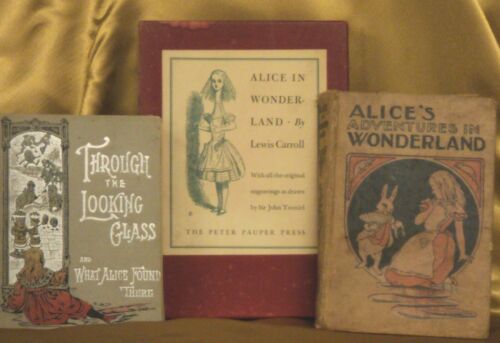 THROUGH
THE
LOOKING
GLASS
AND
WHAT ALICE FOUND
THERE
ALICE IN
WONDER-
LAND · By
Lewis Carroll
With all the original
engravings as drawn
by Sir John Tenniel
THE PETER PAUPER PRESS
ALICE'S
ADVENTURES IN
WONDERLAND